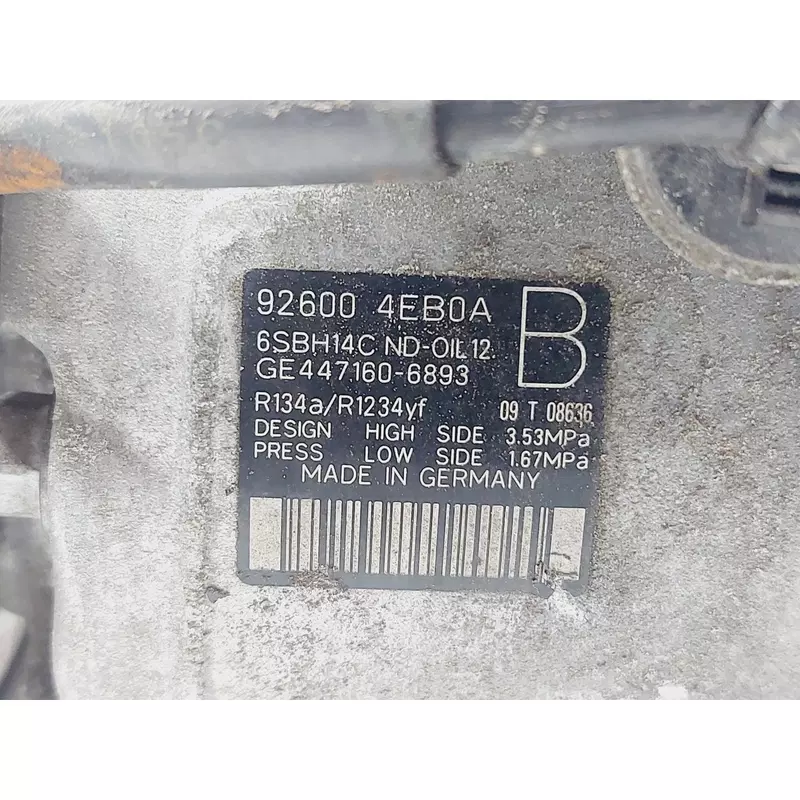 92600 4EB0A B
6SBH14C ND-OIL12.
GE447160-6893
R134a/R1234yf 09 T 08636
DESIGN HIGH SIDE 3.53MPa
PRESS LOW SIDE 1.67MPa
MADE IN GERMANY